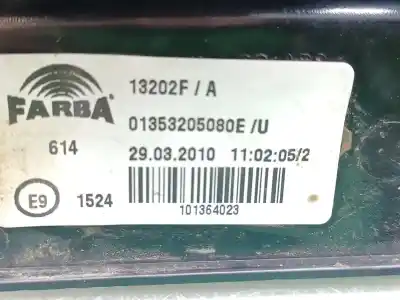 FARBA
13202F / A
01353205080E /U
614
29.03.2010 11:02:05/2
E9 1524
101364023